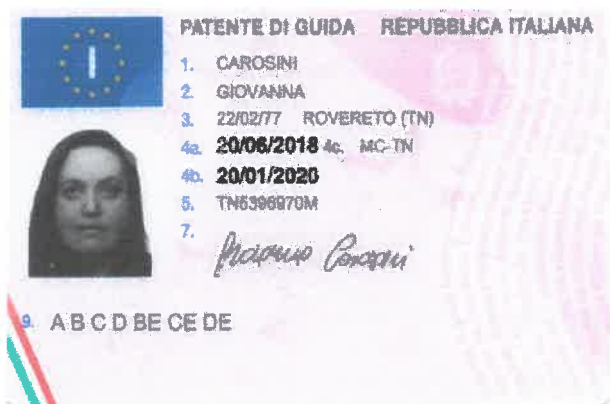 I
PATENTE DI GUIDA REPUBBLICA ITALIANA
1. CAROSINI
2. GIOVANNA
3. 22/02/77 ROVERETO (TN)
4a. 20/06/2018 4c. MC-TN
4b. 20/01/2020
5. TN5396970M
7.
9. A B C D BE CE DE